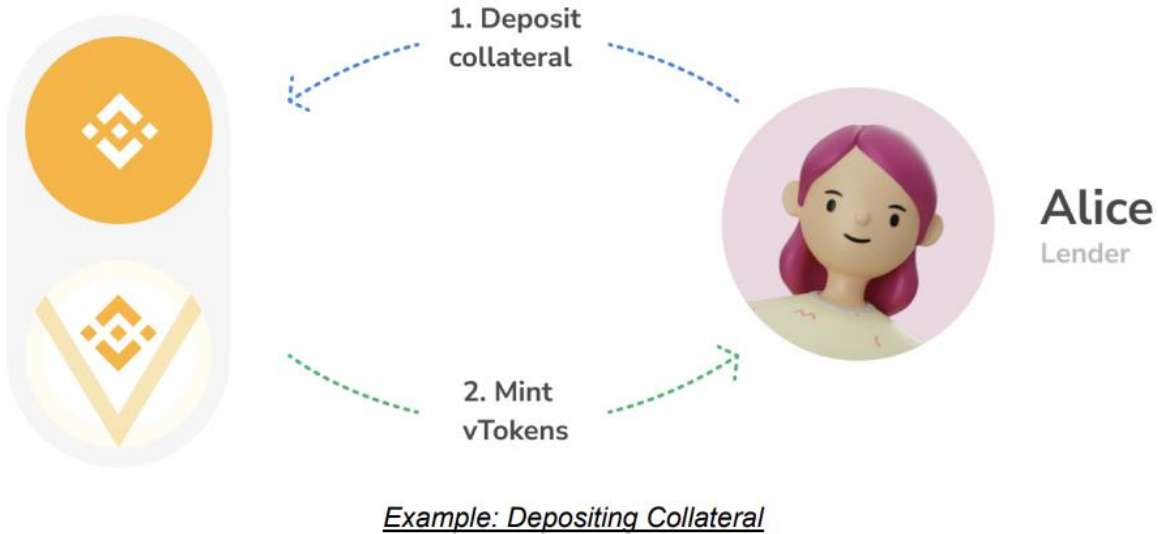 1. Deposit
collateral
Alice
Lender
2. Mint
vTokens
Example: Depositing Collateral